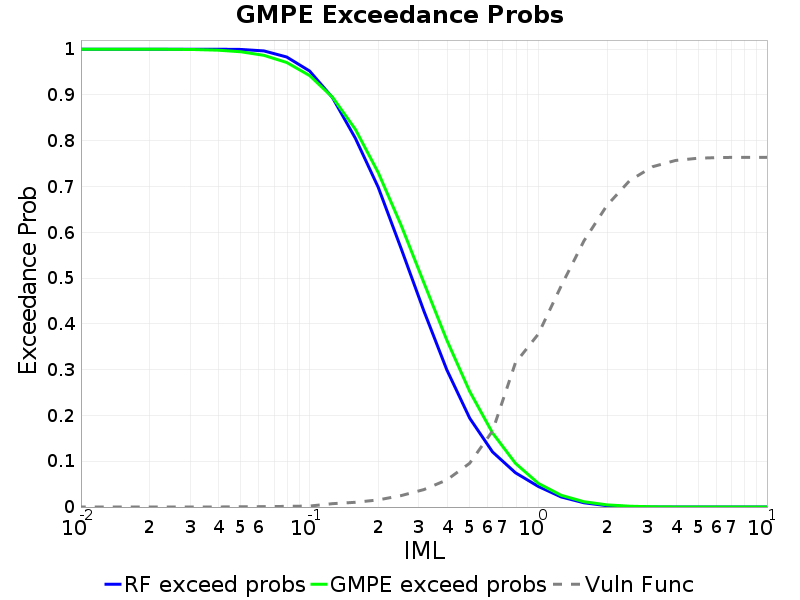 GMPE Exceedance Probs
Exceedance Prob
1
0.9
0.8
0.7
0.6
0.5
0.4
0.3
0.2
0.1
0
10-2 2 3 4 5 6 10-1 2 3 4 5 6 7 100 2 3 4 5 6 7 101
IML
RF exceed probs GMPE exceed probs Vuln Func